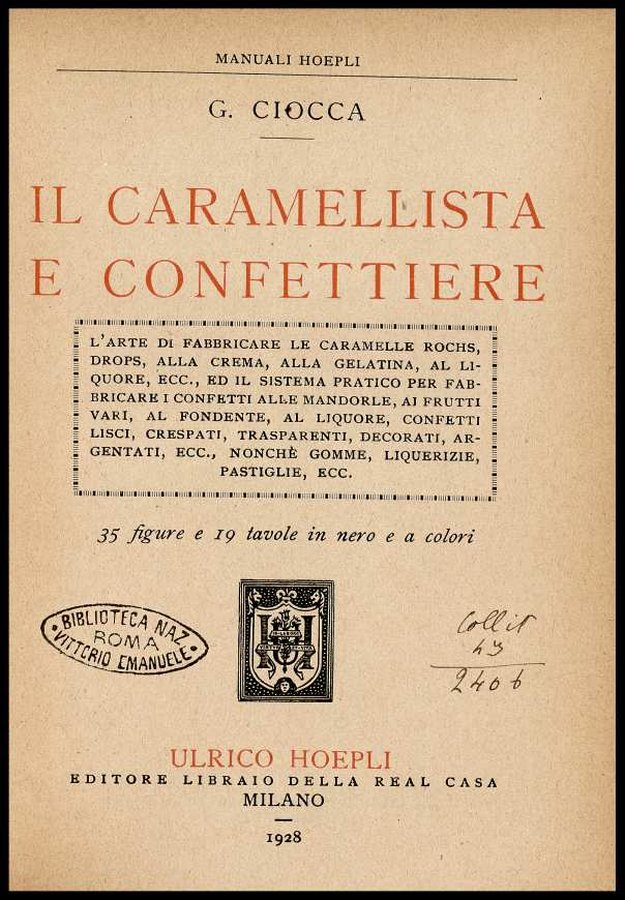 MANUALI HOEPLI
G. CIOCCA
IL CARAMELLISTA
E CONFETTIERE
L'ARTE DI FABBRICARE LE CARAMELLE ROCHS,
DROPS, ALLA CREMA, ALLA GELATINA, AL LI-
QUORE, ECC., ED IL SISTEMA PRATICO PER FAB-
BRICARE I CONFETTI ALLE MANDORLE, AI FRUTTI
VARI, AL FONDENTE, AL LIQUORE, CONFETTI
LISCI, CRESPATI, TRASPARENTI, DECORATI, AR-
GENTATI, ECC., NONCHÈ GOMME, LIQUERIZIE,
PASTIGLIE, ECC.
35 figure e 19 tavole in nero e a colori
BIBLIOTECA NAZ
ROMA
VITTORIO EMANUELE
2406
ULRICO HOEPLI
EDITORE LIBRAIO DELLA REAL CASA
MILANO
1928